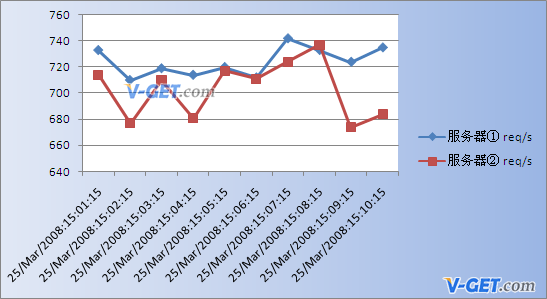 760
740
720
700
680
660
640
V-GET.com
服务器① req/s
服务器② req/s
25/Mar/2008:15:01:15
25/Mar/2008:15:02:15
25/Mar/2008:15:03:15
25/Mar/2008:15:04:15
25/Mar/2008:15:05:15
25/Mar/2008:15:06:15
25/Mar/2008:15:07:15
25/Mar/2008:15:08:15
25/Mar/2008:15:09:15
25/Mar/2008:15:10:15
V-GET.com